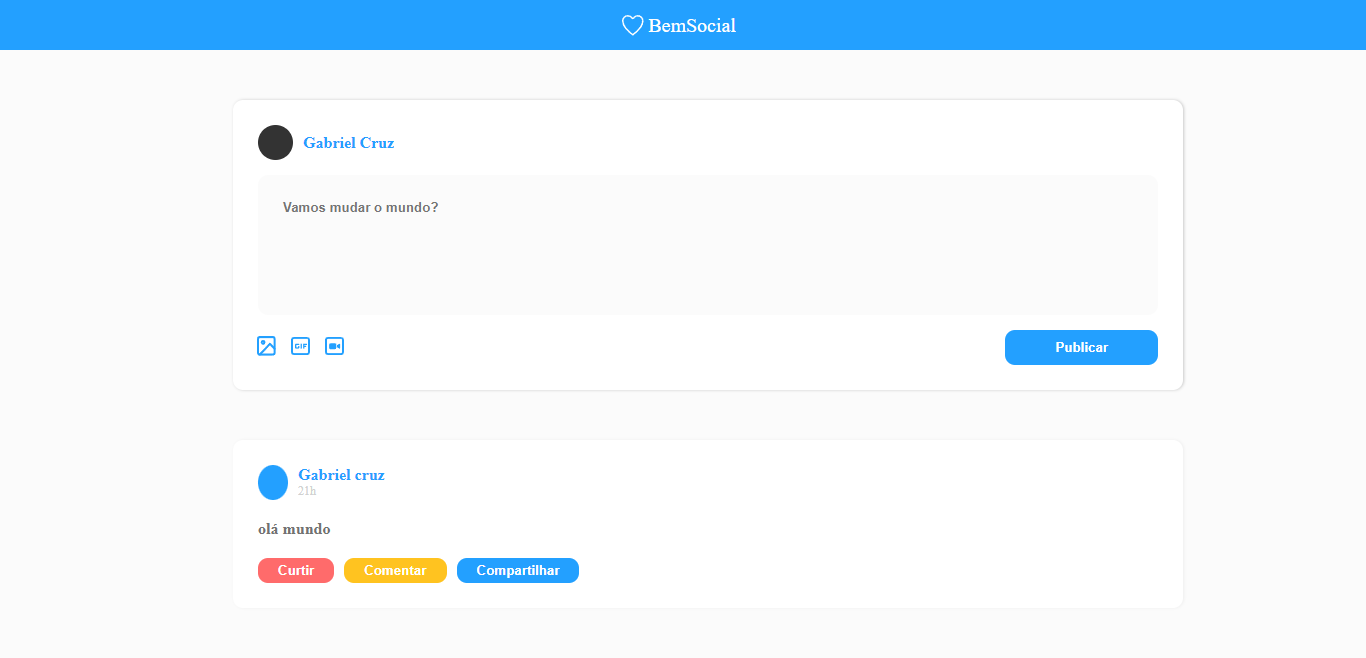 BemSocial
Gabriel Cruz
Vamos mudar o mundo?
GIF
Publicar
Gabriel cruz
21h
olá mundo
Curtir Comentar Compartilhar